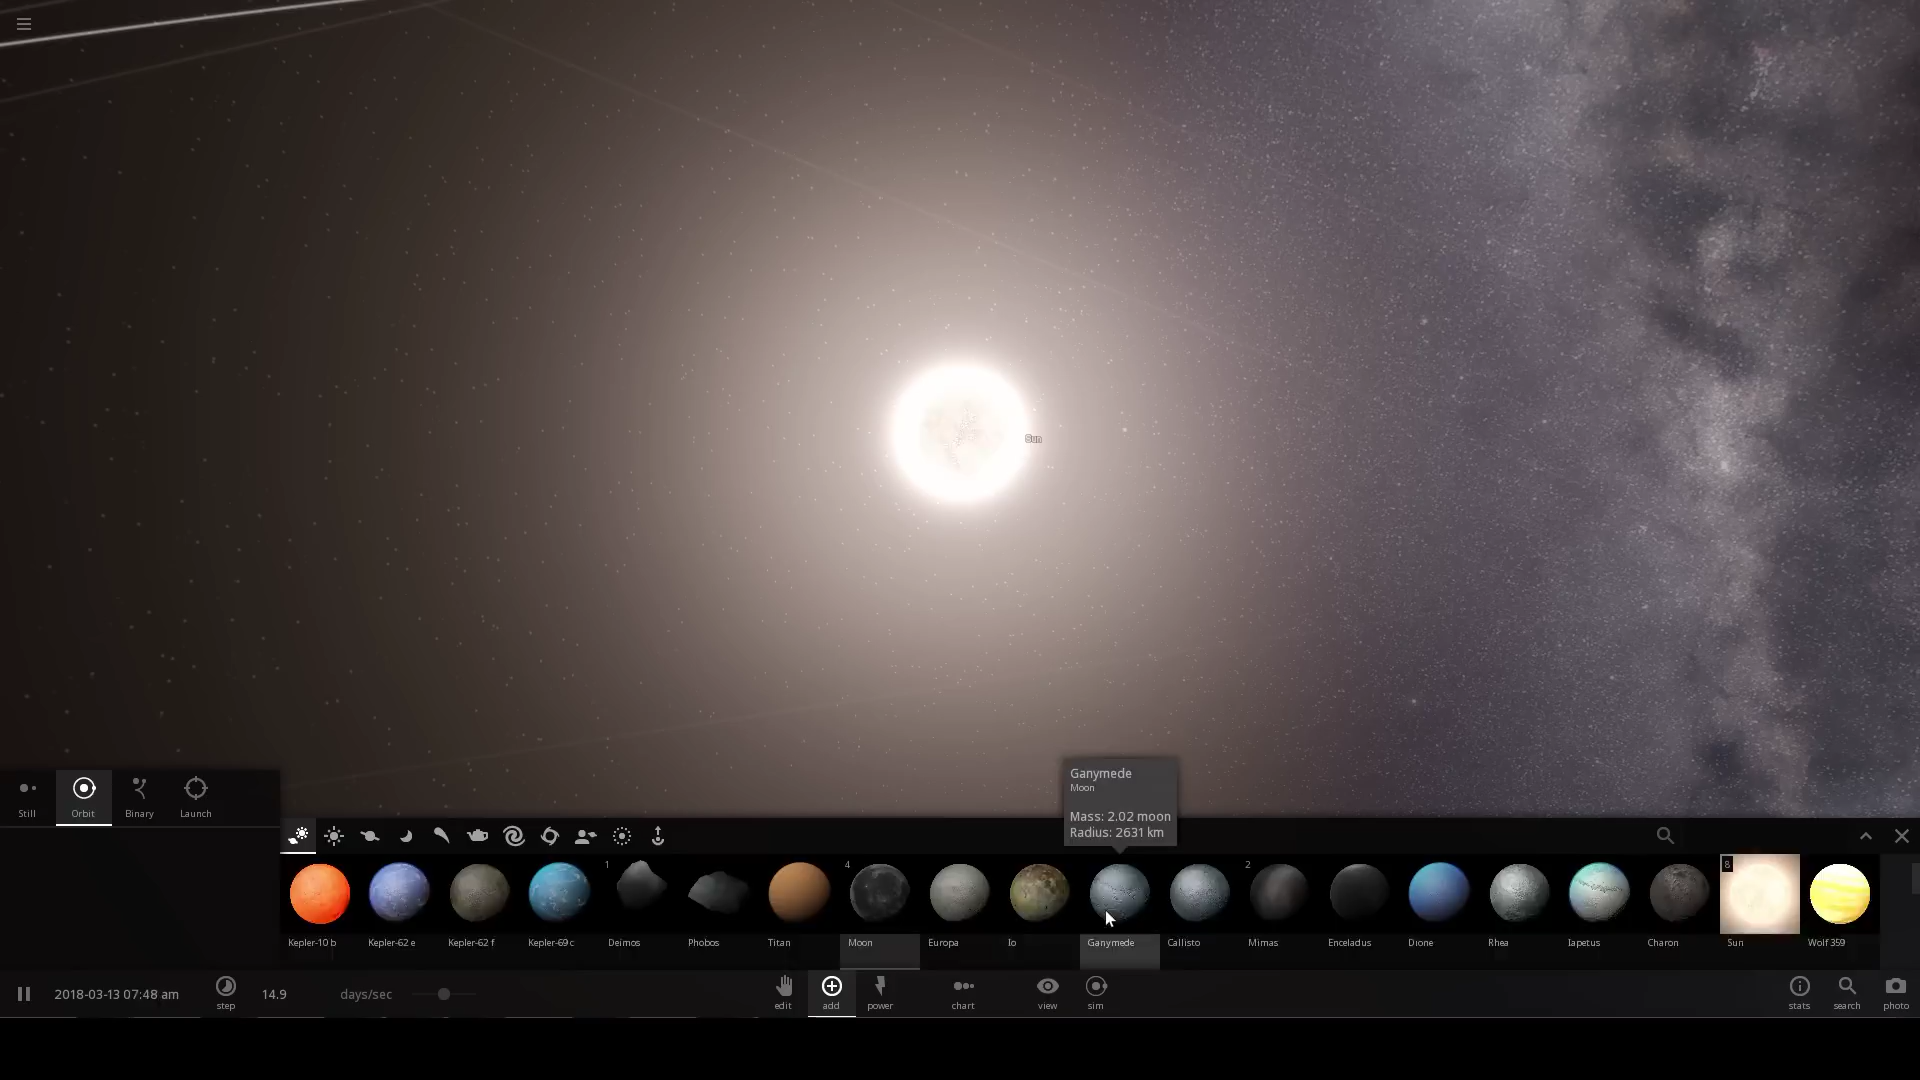 Sun
Ganymede
Moon
Mass: 2.02 moon
Radius: 2631 km
Still
Orbit
Binary
Launch
1
4
2
8
Kepler-10 b
Kepler-62 e
Kepler-62 f
Kepler-69 c
Deimos
Phobos
Titan
Moon
Europa
Io
Ganymede
Callisto
Mimas
Enceladus
Dione
Rhea
Iapetus
Charon
Sun
Wolf 359
2018-03-13 07:48 am
step
14.9
days/sec
edit
add
power
chart
view
sim
stats
search
photo